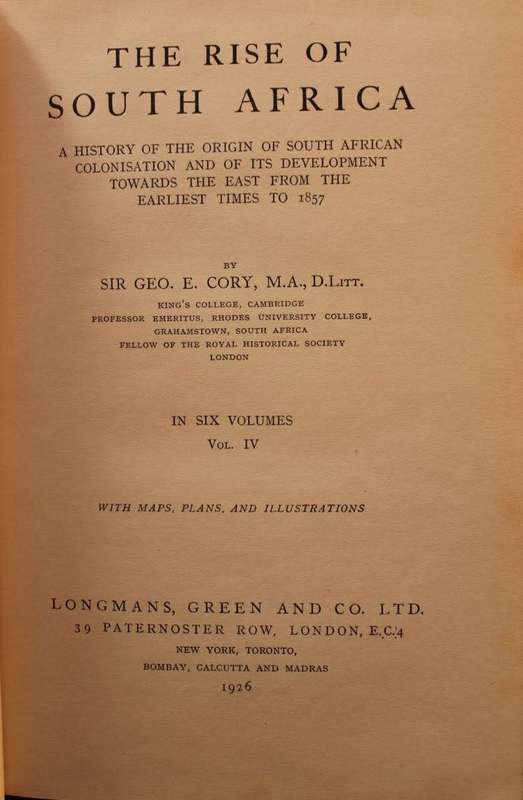 THE RISE OF
SOUTH AFRICA
A HISTORY OF THE ORIGIN OF SOUTH AFRICAN
COLONISATION AND OF ITS DEVELOPMENT
TOWARDS THE EAST FROM THE
EARLIEST TIMES TO 1857
BY
SIR GEO. E. CORY, M.A., D.LITT.
KING'S COLLEGE, CAMBRIDGE
PROFESSOR EMERITUS, RHODES UNIVERSITY COLLEGE,
GRAHAMSTOWN, SOUTH AFRICA
FELLOW OF THE ROYAL HISTORICAL SOCIETY
LONDON
IN SIX VOLUMES
VOL. IV
WITH MAPS, PLANS, AND ILLUSTRATIONS
LONGMANS, GREEN AND CO. LTD.
39 PATERNOSTER ROW, LONDON, E.C.4
NEW YORK, TORONTO,
BOMBAY, CALCUTTA AND MADRAS
1926